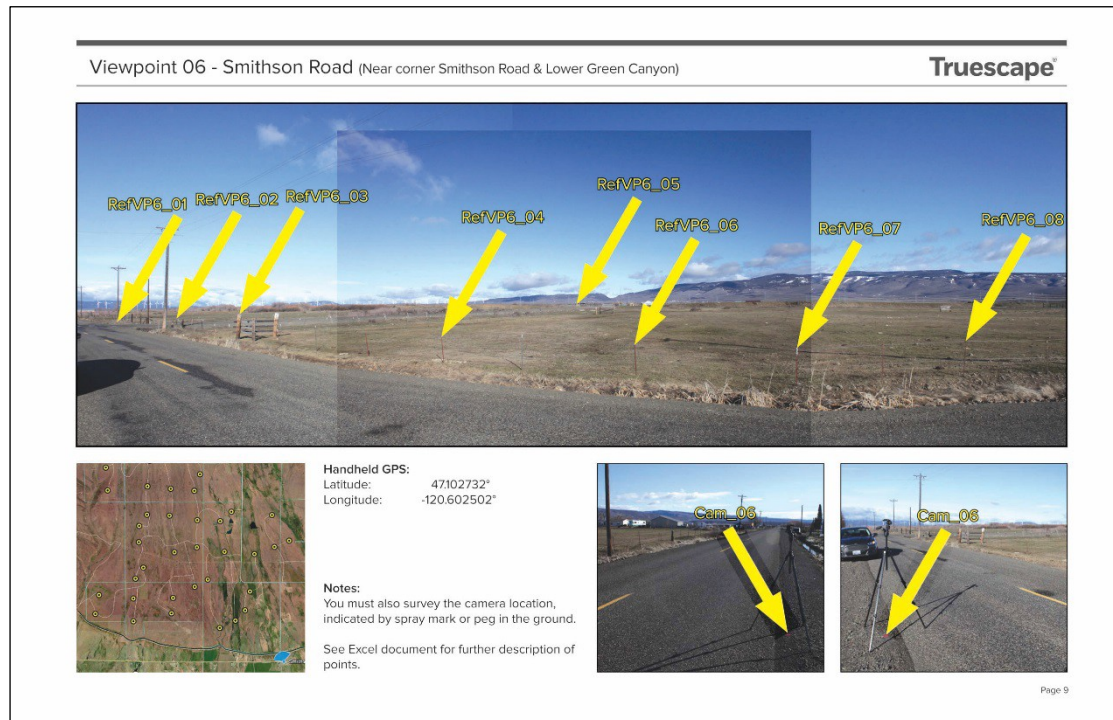 Viewpoint 06 - Smithson Road (Near corner Smithson Road & Lower Green Canyon)
Truescape®
RefVP6_01
RefVP6_02
RefVP6_03
RefVP6_04
RefVP6_05
RefVP6_06
RefVP6_07
RefVP6_08
Handheld GPS:
Latitude: 47.102732°
Longitude: -120.602502°
Notes:
You must also survey the camera location,
indicated by spray mark or peg in the ground.
See Excel document for further description of
points.
Cam_06
Cam_06
Page 9